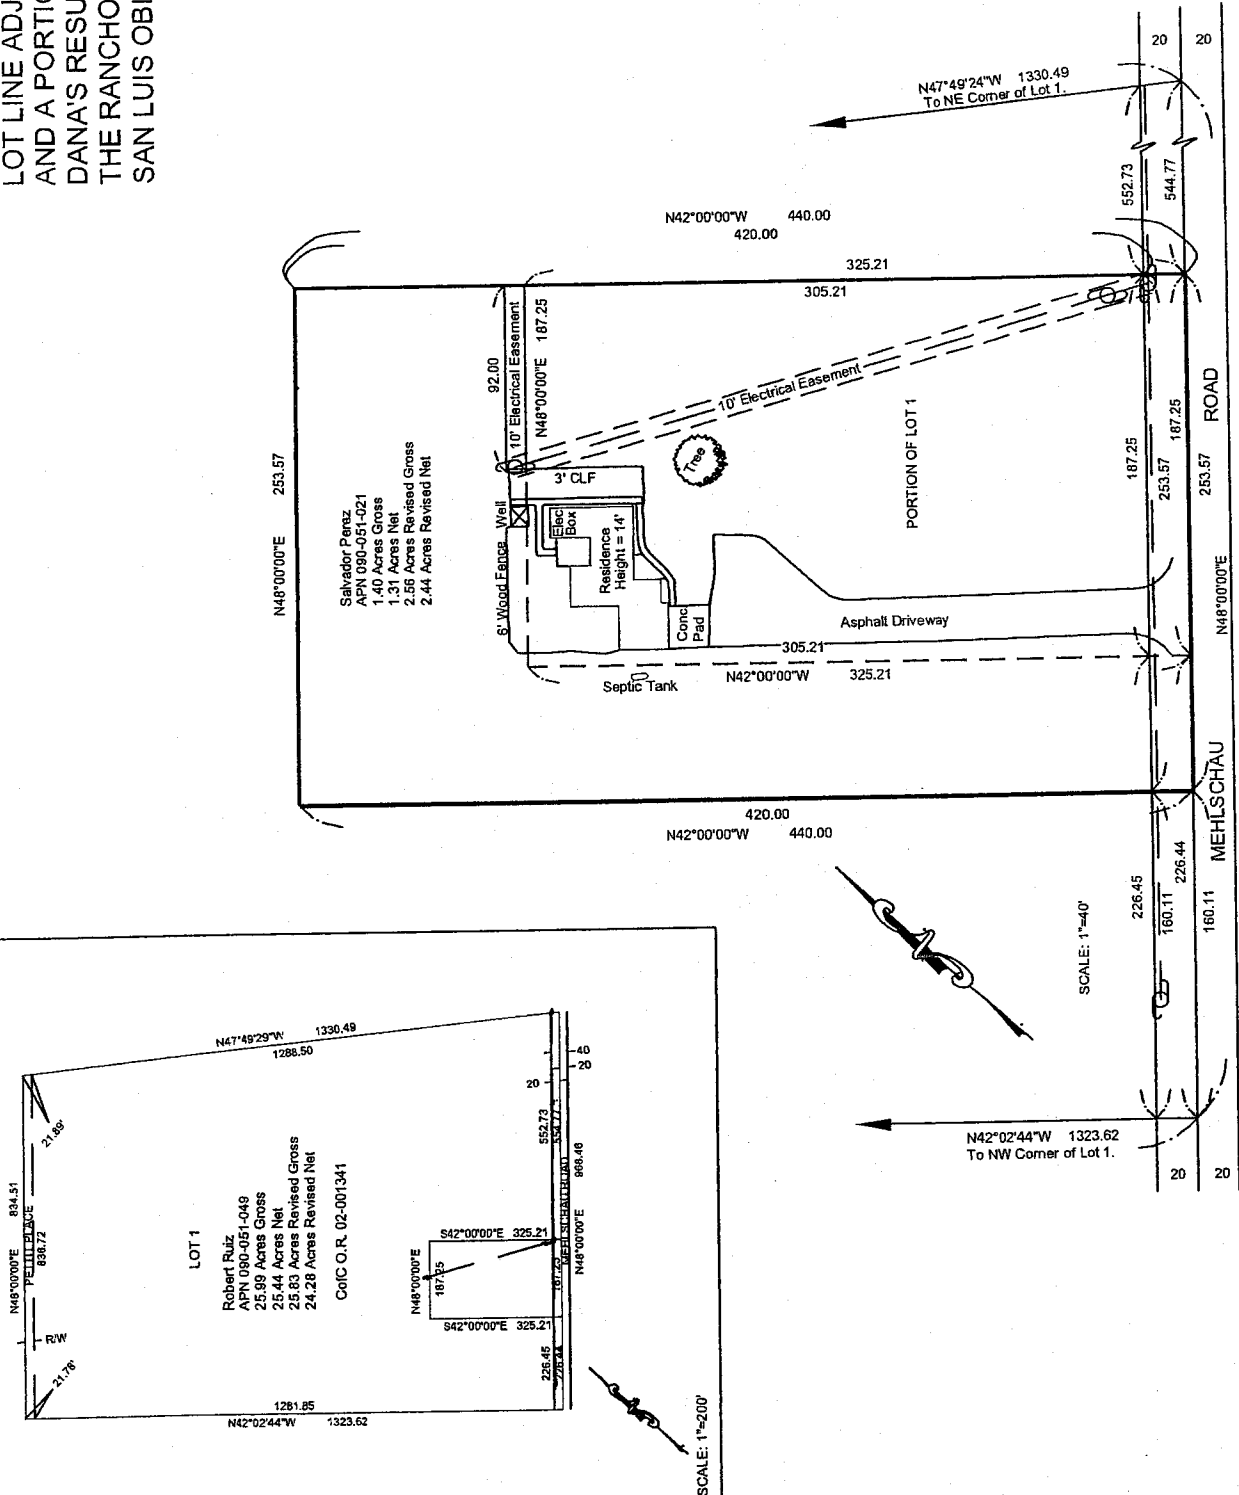 LOT LINE ADJ
AND A PORTIO
DANA'S RESU
THE RANCHO
SAN LUIS OBI
20
20
N47°49'24"W 1330.49
To NE Corner of Lot 1.
552.73
544.77
N42°00'00"W 440.00
420.00
325.21
305.21
92.00
10' Electrical Easement
N48°00'00"E 187.25
10' Electrical Easement
N48°00'00"E 253.57
Salvador Perez
APN 090-051-021
1.40 Acres Gross
1.31 Acres Net
2.56 Acres Revised Gross
2.44 Acres Revised Net
6' Wood Fence
Well
3' CLF
Tree
Elec
Box
Residence
Height = 14'
Conc
Pad
PORTION OF LOT 1
Asphalt Driveway
305.21
N42°00'00"W 325.21
Septic Tank
187.25
253.57
187.25
253.57
N48°00'00"E
MEHLSCHAU ROAD
420.00
N42°00'00"W 440.00
226.45
160.11
226.44
160.11
SCALE: 1"=40'
N42°02'44"W 1323.62
To NW Corner of Lot 1.
20
20
N47°49'29"W 1330.49
1288.50
21.89'
N48°00'00"E 834.51
PETTIT PLACE
836.72
R/W
21.78'
LOT 1
Robert Ruiz
APN 090-051-049
25.99 Acres Gross
25.44 Acres Net
25.83 Acres Revised Gross
24.28 Acres Revised Net
CofC O.R. 02-001341
20
40
20
552.73
554.77
MEHLSCHAU ROAD
968.46
N48°00'00"E
S42°00'00"E 325.21
N48°00'00"E
187.25
187.25
S42°00'00"E 325.21
226.45
226.44
1281.85
N42°02'44"W 1323.62
SCALE: 1"=200'